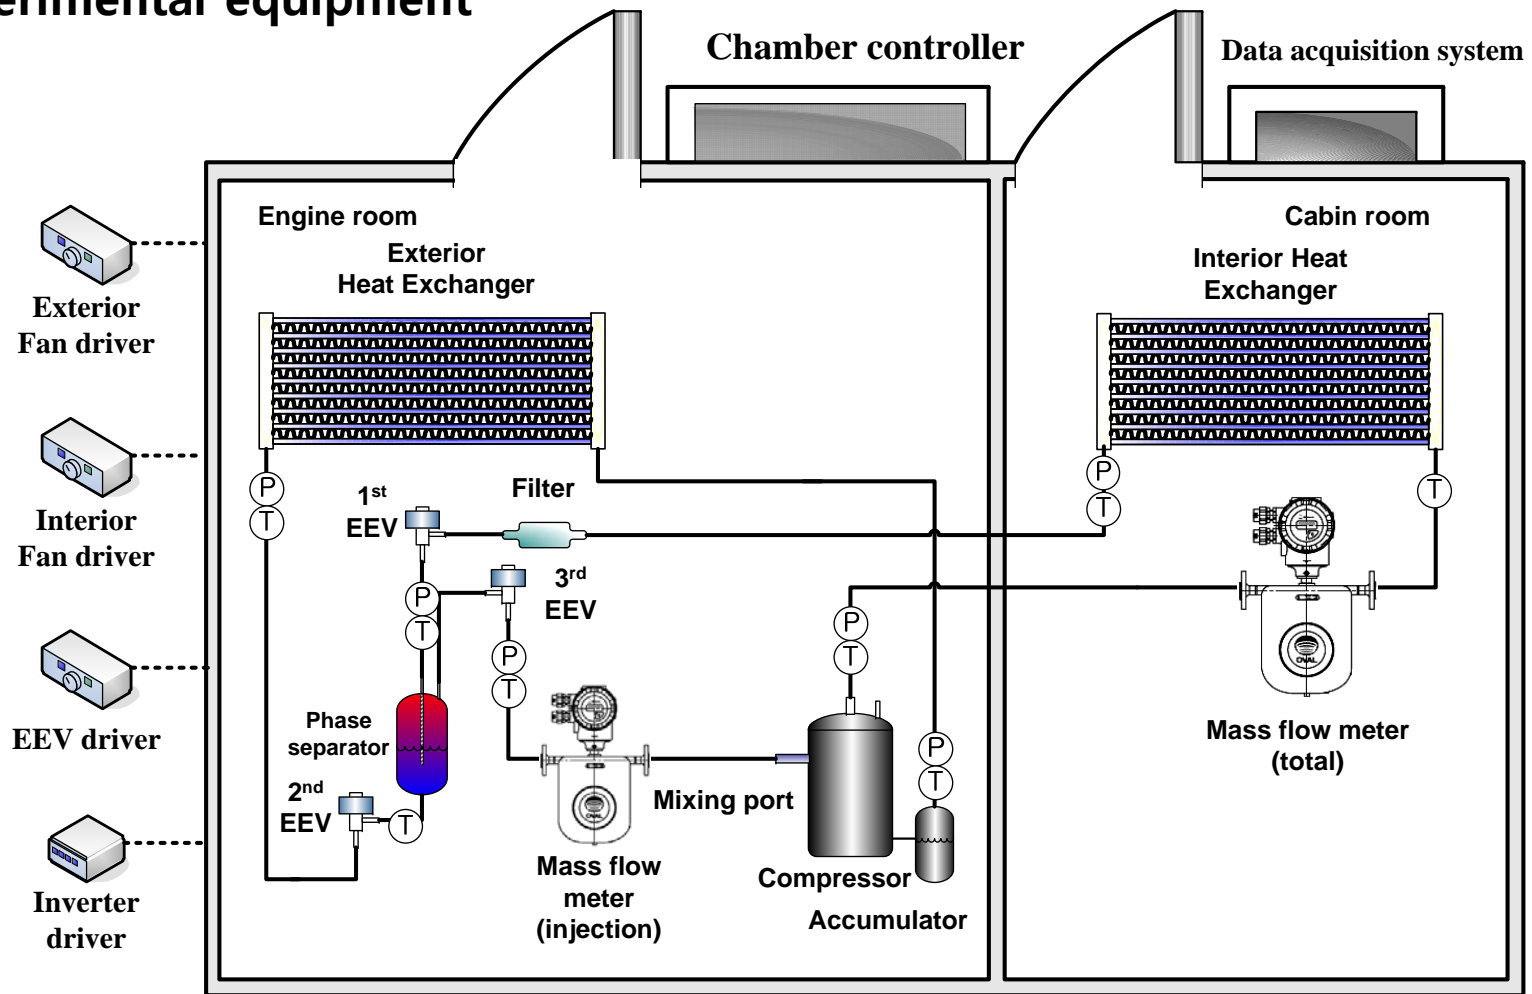 erimental equipment
Chamber controller
Data acquisition system
Engine room
Cabin room
Exterior
Heat Exchanger
Interior Heat
Exchanger
Exterior
Fan driver
P
T
1st
EEV
Filter
P
T
T
Interior
Fan driver
3rd
EEV
P
T
P
T
P
T
OVAL
EEV driver
Phase
separator
Mass flow meter
(total)
P
T
2nd
EEV
T
OVAL
Mixing port
Inverter
driver
Mass flow
meter
(injection)
Compressor
Accumulator